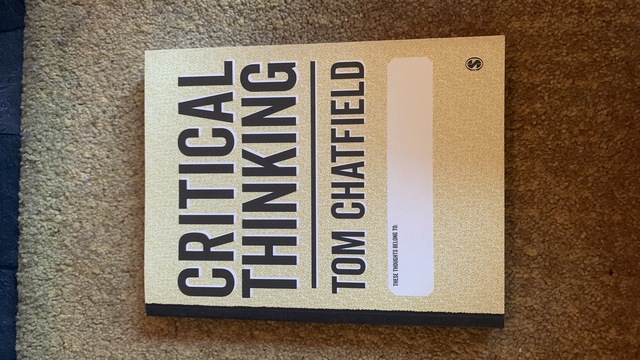 CRITICAL
THINKING
TOM CHATFIELD
THESE THOUGHTS BELONG TO:
S